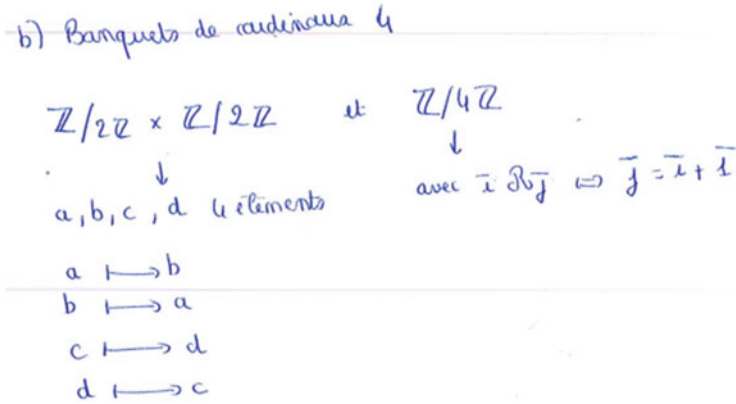 b) Banquets de cardinaux 4
Z/2Z × Z/2Z et Z/4Z
↓ ↓
a, b, c, d 4 éléments avec i̅ R j̅ ⇔ j̅ = i̅ + 1̅
a ⟼ b
b ⟼ a
c ⟼ d
d ⟼ c